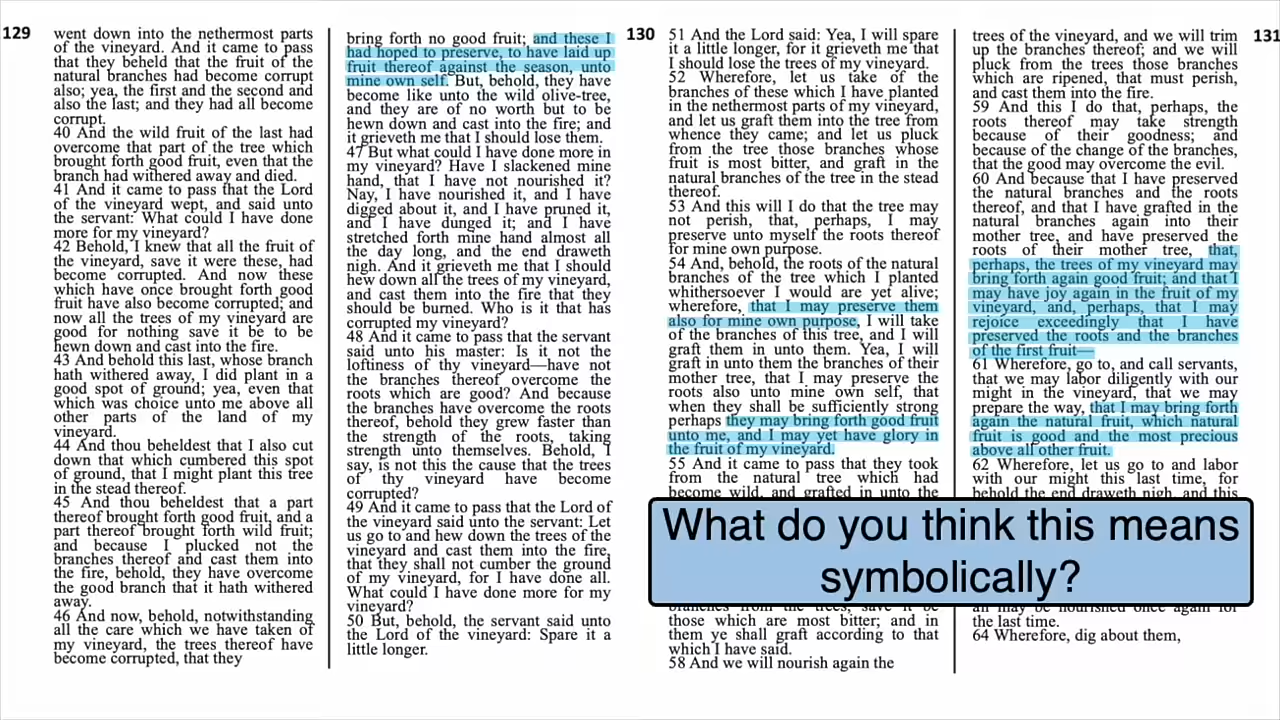 129
went down into the nethermost parts
of the vineyard. And it came to pass
that they beheld that the fruit of the
natural branches had become corrupt
also; yea, the first and the second and
also the last; and they had all become
corrupt.
40 And the wild fruit of the last had
overcome that part of the tree which
brought forth good fruit, even that the
branch had withered away and died.
41 And it came to pass that the Lord
of the vineyard wept, and said unto
the servant: What could I have done
more for my vineyard?
42 Behold, I knew that all the fruit of
the vineyard, save it were these, had
become corrupted. And now these
which have once brought forth good
fruit have also become corrupted; and
now all the trees of my vineyard are
good for nothing save it be to be
hewn down and cast into the fire.
43 And behold this last, whose branch
hath withered away, I did plant in a
good spot of ground; yea, even that
which was choice unto me above all
other parts of the land of my
vineyard.
44 And thou beheldest that I also cut
down that which cumbered this spot
of ground, that I might plant this tree
in the stead thereof.
45 And thou beheldest that a part
thereof brought forth good fruit, and a
part thereof brought forth wild fruit;
and because I plucked not the
branches thereof and cast them into
the fire, behold, they have overcome
the good branch that it hath withered
away.
46 And now, behold, notwithstanding
all the care which we have taken of
my vineyard, the trees thereof have
become corrupted, that they
bring forth no good fruit; and these I
had hoped to preserve, to have laid up
fruit thereof against the season, unto
mine own self. But, behold, they have
become like unto the wild olive-tree,
and they are of no worth but to be
hewn down and cast into the fire; and
it grieveth me that I should lose them.
47 But what could I have done more in
my vineyard? Have I slackened mine
hand, that I have not nourished it?
Nay, I have nourished it, and I have
digged about it, and I have pruned it,
and I have dunged it; and I have
stretched forth mine hand almost all
the day long, and the end draweth
nigh. And it grieveth me that I should
hew down all the trees of my vineyard,
and cast them into the fire that they
should be burned. Who is it that has
corrupted my vineyard?
48 And it came to pass that the servant
said unto his master: Is it not the
loftiness of thy vineyard—have not
the branches thereof overcome the
roots which are good? And because
the branches have overcome the roots
thereof, behold they grew faster than
the strength of the roots, taking
strength unto themselves. Behold, I
say, is not this the cause that the trees
of thy vineyard have become
corrupted?
49 And it came to pass that the Lord of
the vineyard said unto the servant: Let
us go to and hew down the trees of the
vineyard and cast them into the fire,
that they shall not cumber the ground
of my vineyard, for I have done all.
What could I have done more for my
vineyard?
50 But, behold, the servant said unto
the Lord of the vineyard: Spare it a
little longer.
130
51 And the Lord said: Yea, I will spare
it a little longer, for it grieveth me that
I should lose the trees of my vineyard.
52 Wherefore, let us take of the
branches of these which I have planted
in the nethermost parts of my vineyard,
and let us graft them into the tree from
whence they came; and let us pluck
from the tree those branches whose
fruit is most bitter, and graft in the
natural branches of the tree in the stead
thereof.
53 And this will I do that the tree may
not perish, that, perhaps, I may
preserve unto myself the roots thereof
for mine own purpose.
54 And, behold, the roots of the natural
branches of the tree which I planted
whithersoever I would are yet alive;
wherefore, that I may preserve them
also for mine own purpose, I will take
of the branches of this tree, and I will
graft them in unto them. Yea, I will
graft in unto them the branches of their
mother tree, that I may preserve the
roots also unto mine own self, that
when they shall be sufficiently strong
perhaps they may bring forth good fruit
unto me, and I may yet have glory in
the fruit of my vineyard.
55 And it came to pass that they took
from the natural tree which had
become wild, and grafted in unto the
branches from the trees, save it be
those which are most bitter; and in
them ye shall graft according to that
which I have said.
58 And we will nourish again the
trees of the vineyard, and we will trim
up the branches thereof; and we will
pluck from the trees those branches
which are ripened, that must perish,
and cast them into the fire.
59 And this I do that, perhaps, the
roots thereof may take strength
because of their goodness; and
because of the change of the branches,
that the good may overcome the evil.
60 And because that I have preserved
the natural branches and the roots
thereof, and that I have grafted in the
natural branches again into their
mother tree, and have preserved the
roots of their mother tree, that,
perhaps, the trees of my vineyard may
bring forth again good fruit; and that I
may have joy again in the fruit of my
vineyard, and, perhaps, that I may
rejoice exceedingly that I have
preserved the roots and the branches
of the first fruit—
61 Wherefore, go to, and call servants,
that we may labor diligently with our
might in the vineyard, that we may
prepare the way, that I may bring forth
again the natural fruit, which natural
fruit is good and the most precious
above all other fruit.
62 Wherefore, let us go to and labor
with our might this last time, for
behold the end draweth nigh, and this
all may be nourished once again for
the last time.
64 Wherefore, dig about them,
131
What do you think this means
symbolically?